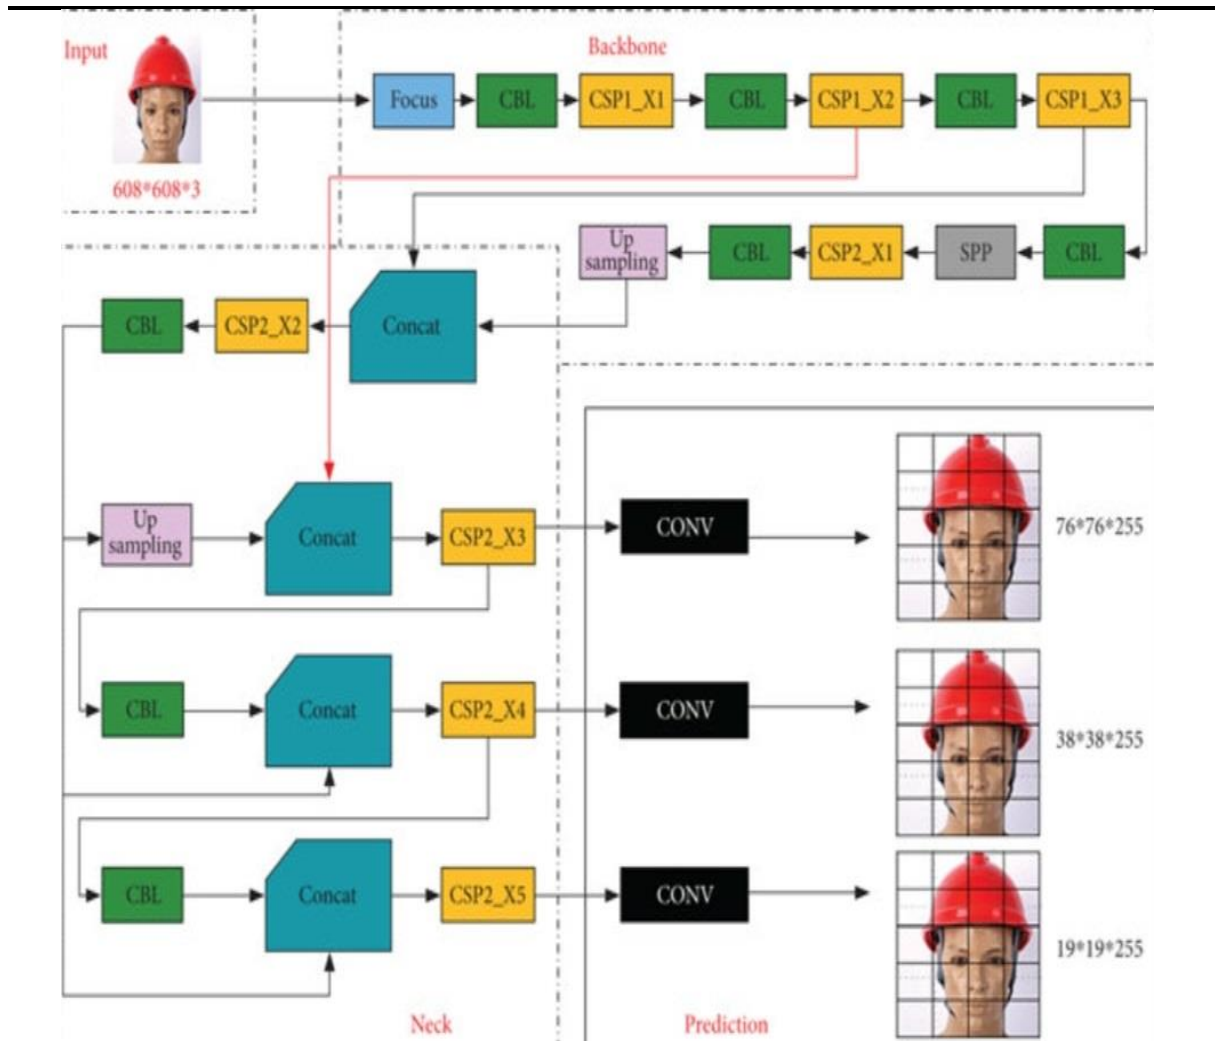 Input
Backbone
Focus
CBL
CSP1_X1
CBL
CSP1_X2
CBL
CSP1_X3
608*608*3
Up
sampling
CBL
CSP2_X1
SPP
CBL
CBL
CSP2_X2
Concat
Up
sampling
Concat
CSP2_X3
CONV
76*76*255
CBL
Concat
CSP2_X4
CONV
38*38*255
CBL
Concat
CSP2_X5
CONV
19*19*255
Neck
Prediction